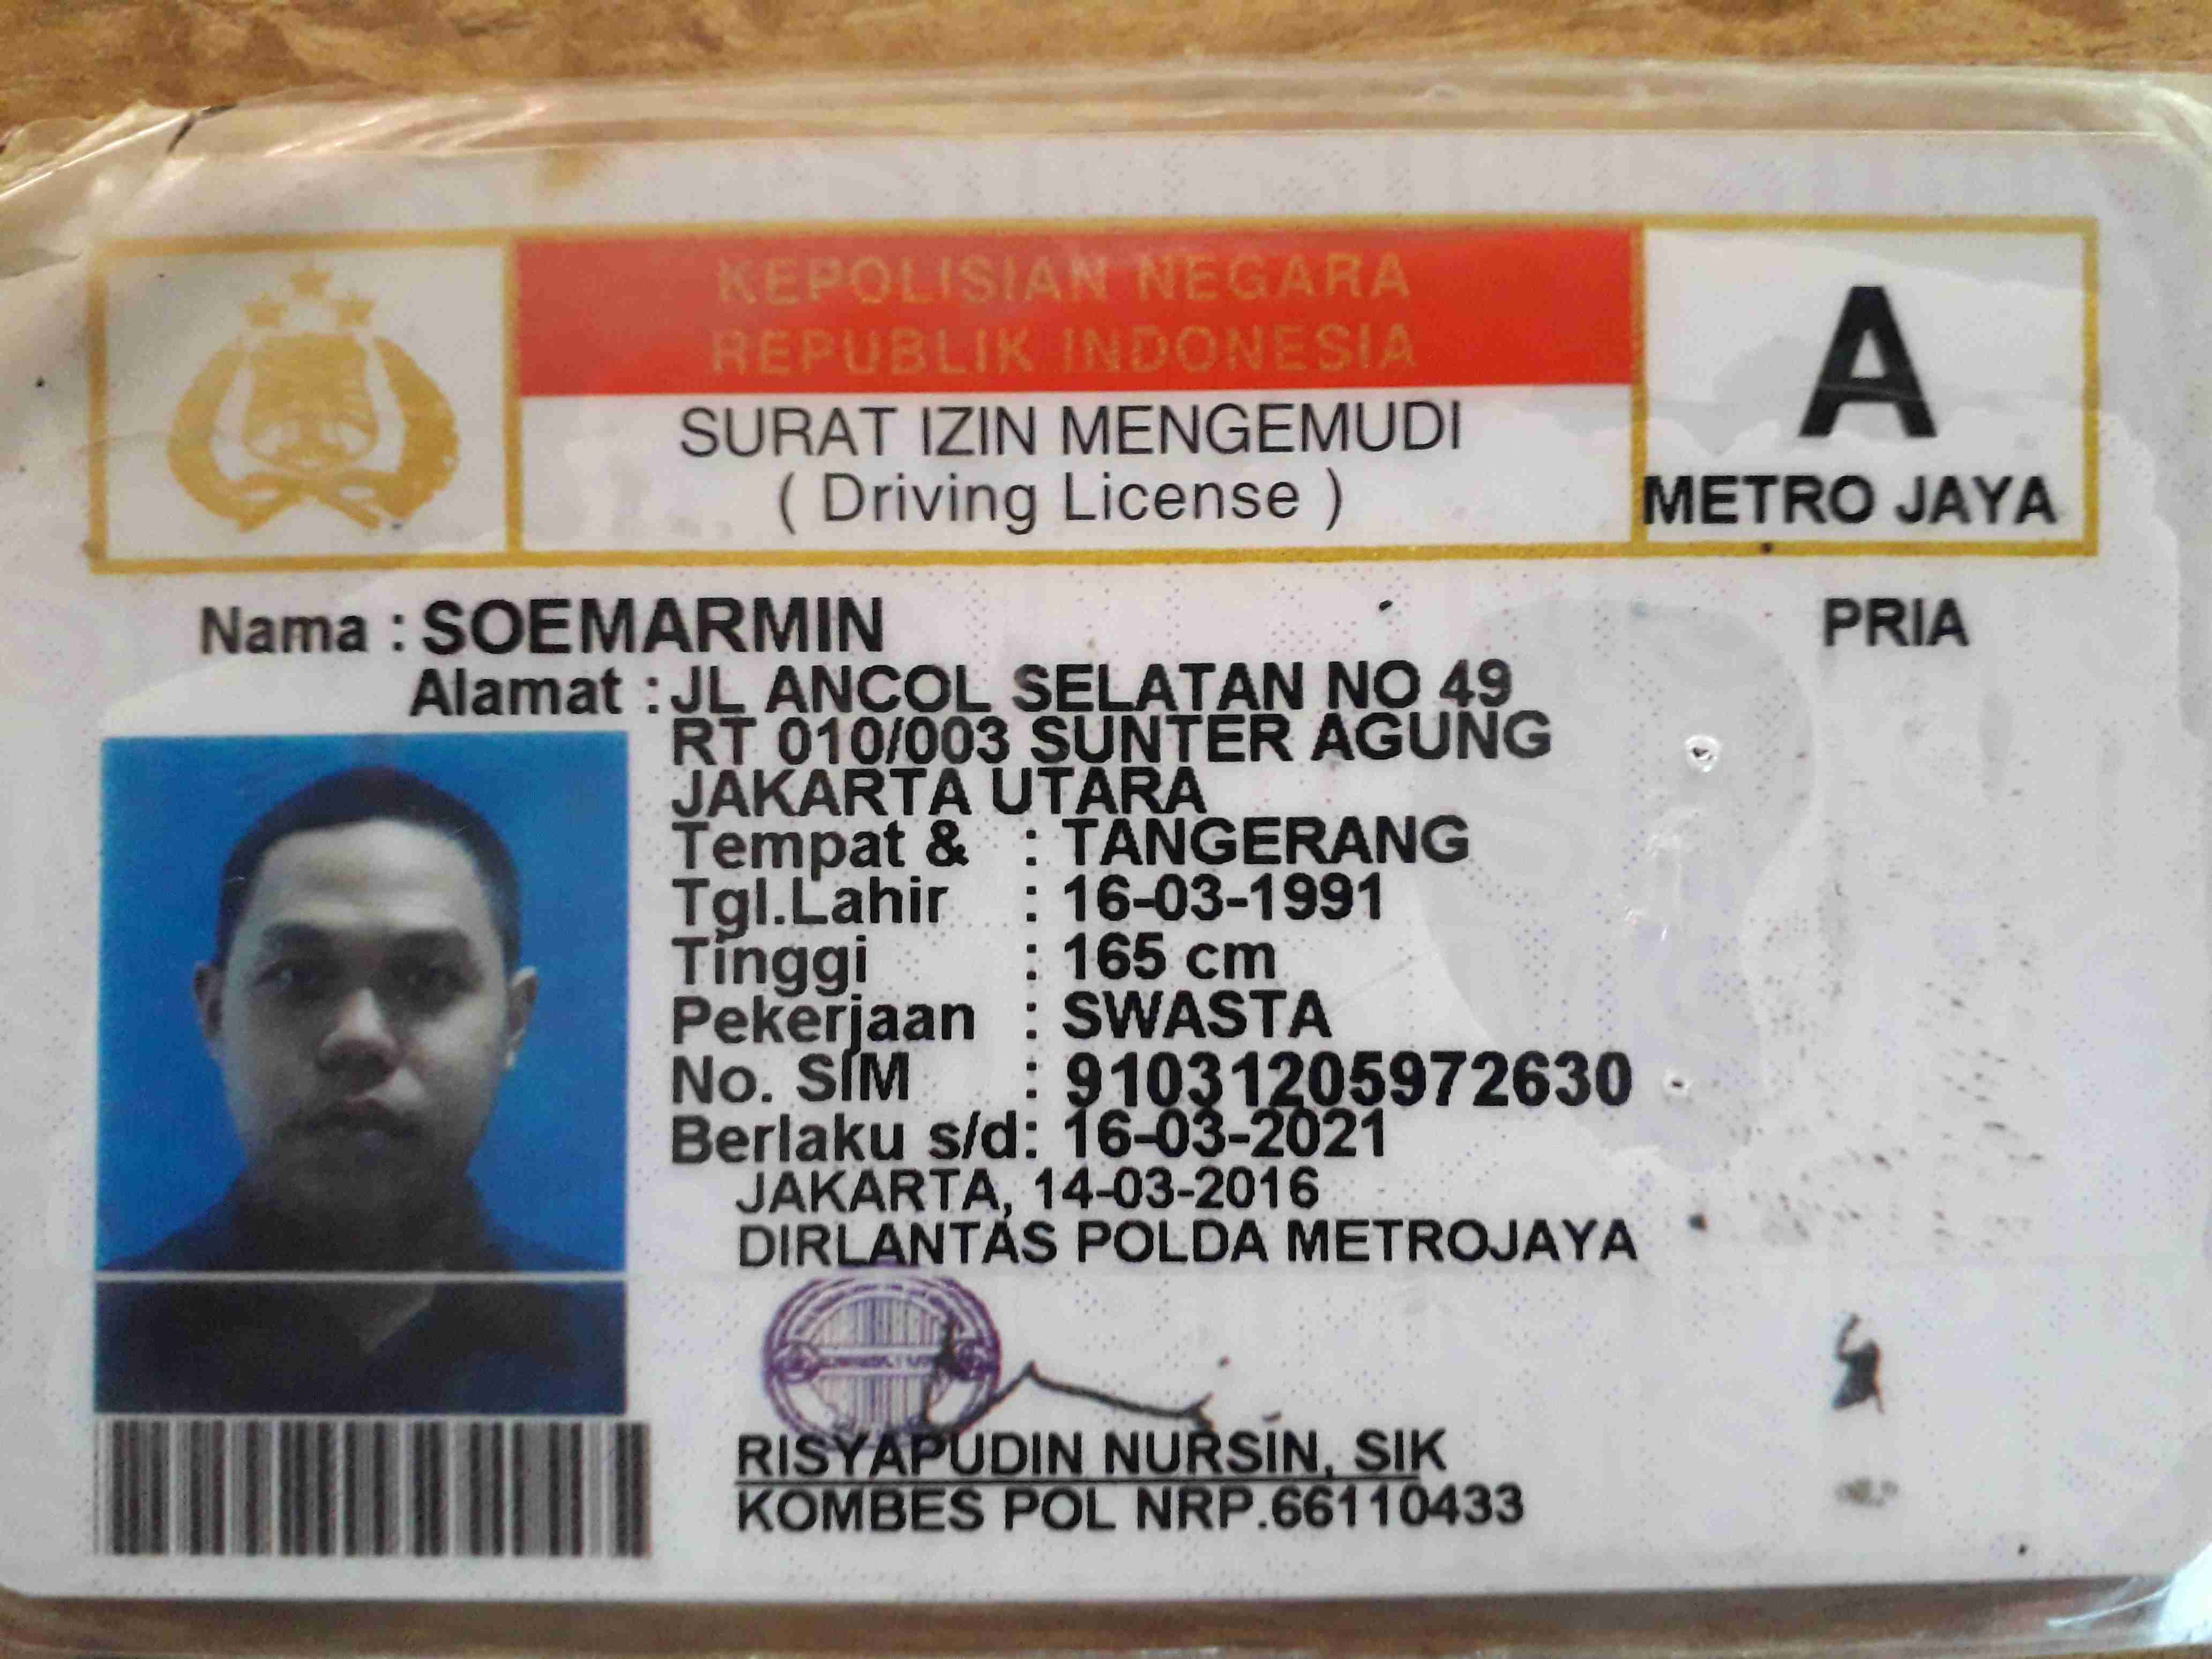 KEPOLISIAN NEGARA
REPUBLIK INDONESIA
SURAT IZIN MENGEMUDI
( Driving License )
A
METRO JAYA
Nama : SOEMARMIN
PRIA
Alamat : JL ANCOL SELATAN NO 49
RT 010/003 SUNTER AGUNG
JAKARTA UTARA
Tempat & : TANGERANG
Tgl.Lahir : 16-03-1991
Tinggi : 165 cm
Pekerjaan : SWASTA
No. SIM : 910312059726​30
Berlaku s/d: 16-03-2021
JAKARTA, 14-03-2016
DIRLANTAS POLDA METROJAYA
RISYAPUDIN NURSIN, SIK
KOMBES POL NRP.66110433